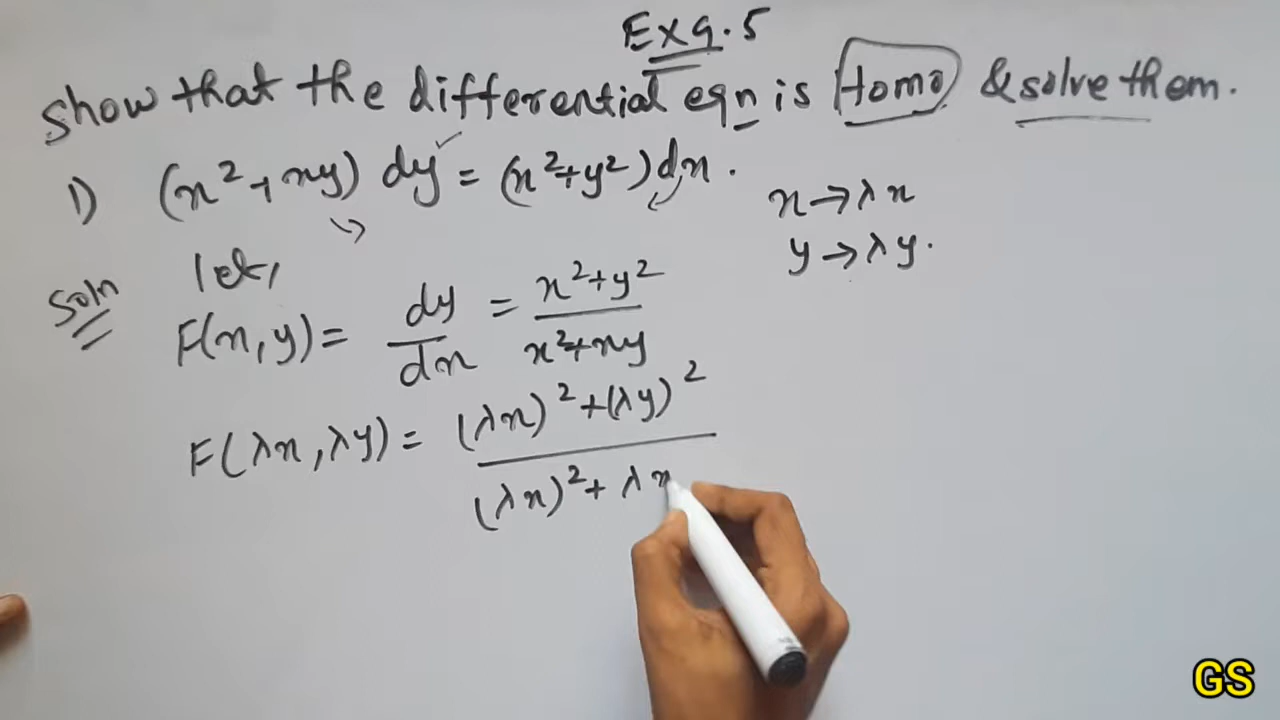 Ex 9.5
Show that the differential eqn is Homo & solve them.
1) (x²+xy) dy = (x²+y²) dx.
x→λx
y→λy.
Soln let,
F(x,y) = dy/dx = x²+y²/x²+xy
F(λx,λy) = (λx)²+(λy)²/(λx)²+λx
GS